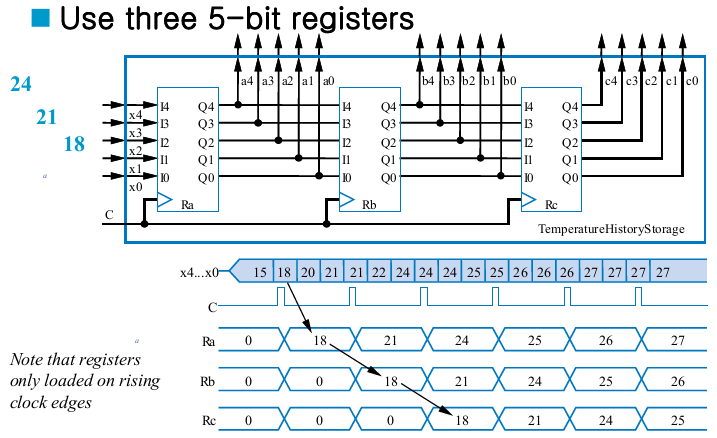 ■ Use three 5-bit registers
24
21
18
a
a4 a3 a2 a1 a0
b4 b3 b2 b1 b0
c4 c3 c2 c1 c0
I4 Q4 I4 Q4 I4 Q4
x4
I3 Q3 I3 Q3 I3 Q3
x3
I2 Q2 I2 Q2 I2 Q2
x2
I1 Q1 I1 Q1 I1 Q1
x1
I0 Q0 I0 Q0 I0 Q0
x0
Ra Rb Rc
C
TemperatureHistoryStorage
x4...x0 15 18 20 21 21 22 24 24 24 25 25 26 26 26 27 27 27
C
Ra 0 18 21 24 25 26 27
a
Note that registers
only loaded on rising
clock edges
Rb 0 0 18 21 24 25 26
Rc 0 0 0 18 21 24 25